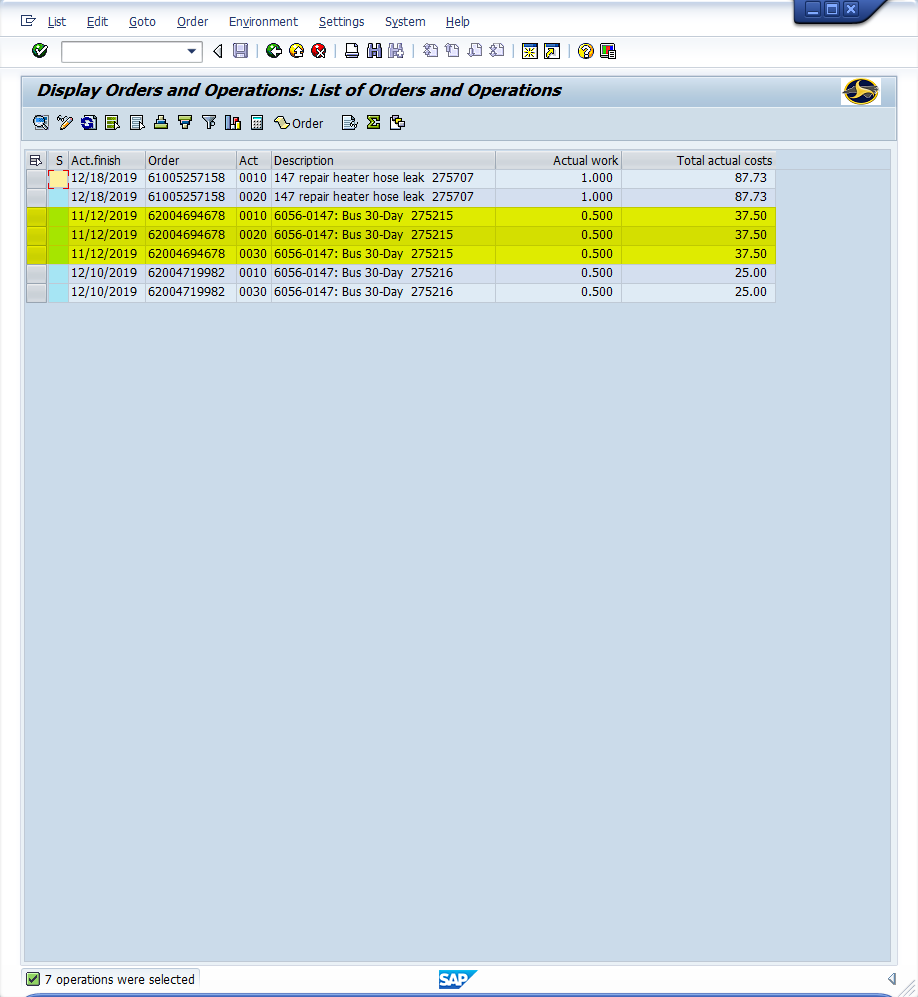 List Edit Goto Order Environment Settings System Help
Display Orders and Operations: List of Orders and Operations
Order
S Act.finish Order Act Description Actual work Total actual costs
12/18/2019 61005257158 0010 147 repair heater hose leak 275707 1.000 87.73
12/18/2019 61005257158 0020 147 repair heater hose leak 275707 1.000 87.73
11/12/2019 62004694678 0010 6056-0147: Bus 30-Day 275215 0.500 37.50
11/12/2019 62004694678 0020 6056-0147: Bus 30-Day 275215 0.500 37.50
11/12/2019 62004694678 0030 6056-0147: Bus 30-Day 275215 0.500 37.50
12/10/2019 62004719982 0010 6056-0147: Bus 30-Day 275216 0.500 25.00
12/10/2019 62004719982 0030 6056-0147: Bus 30-Day 275216 0.500 25.00
7 operations were selected
SAP